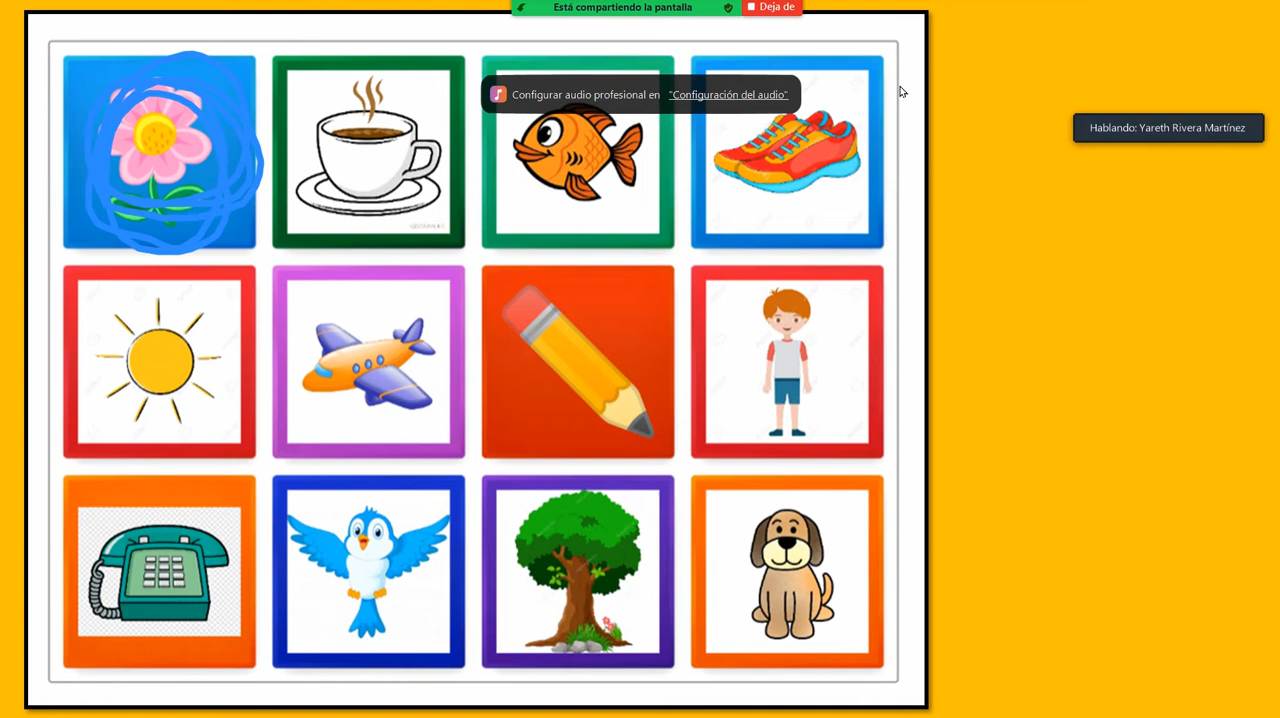 Está compartiendo la pantalla
Deja de
Configurar audio profesional en "Configuración del audio"
Hablando: Yareth Rivera Martínez